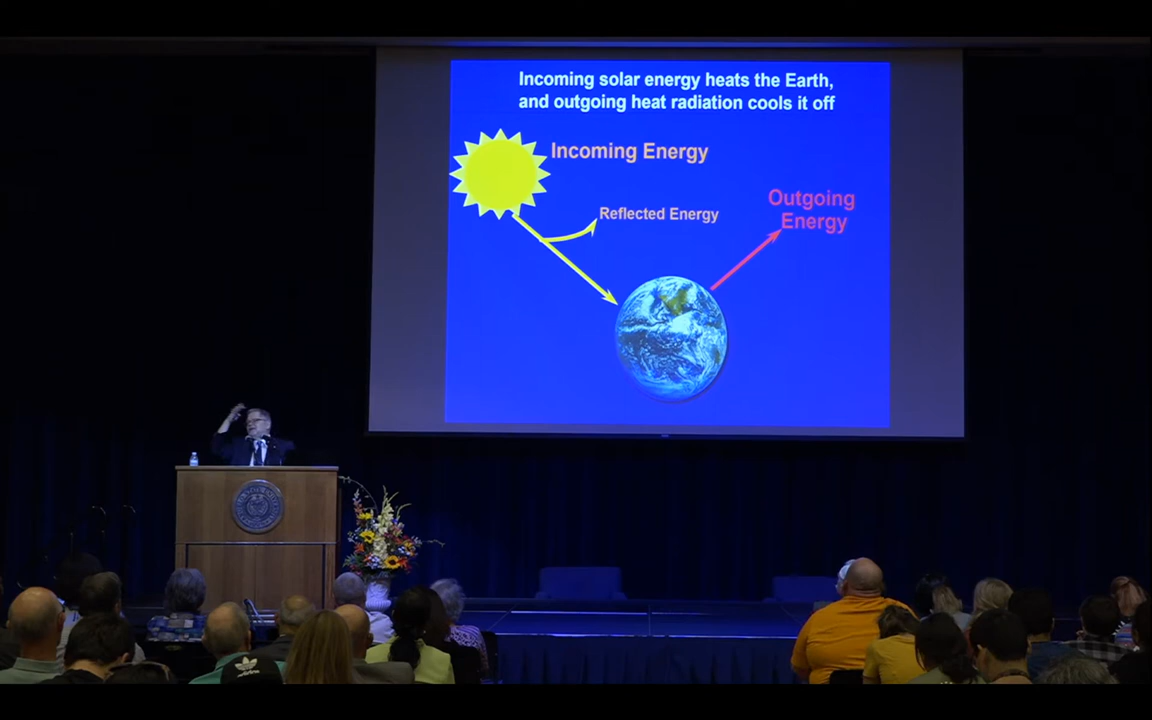 Incoming solar energy heats the Earth,
and outgoing heat radiation cools it off
Incoming Energy
Reflected Energy
Outgoing
Energy